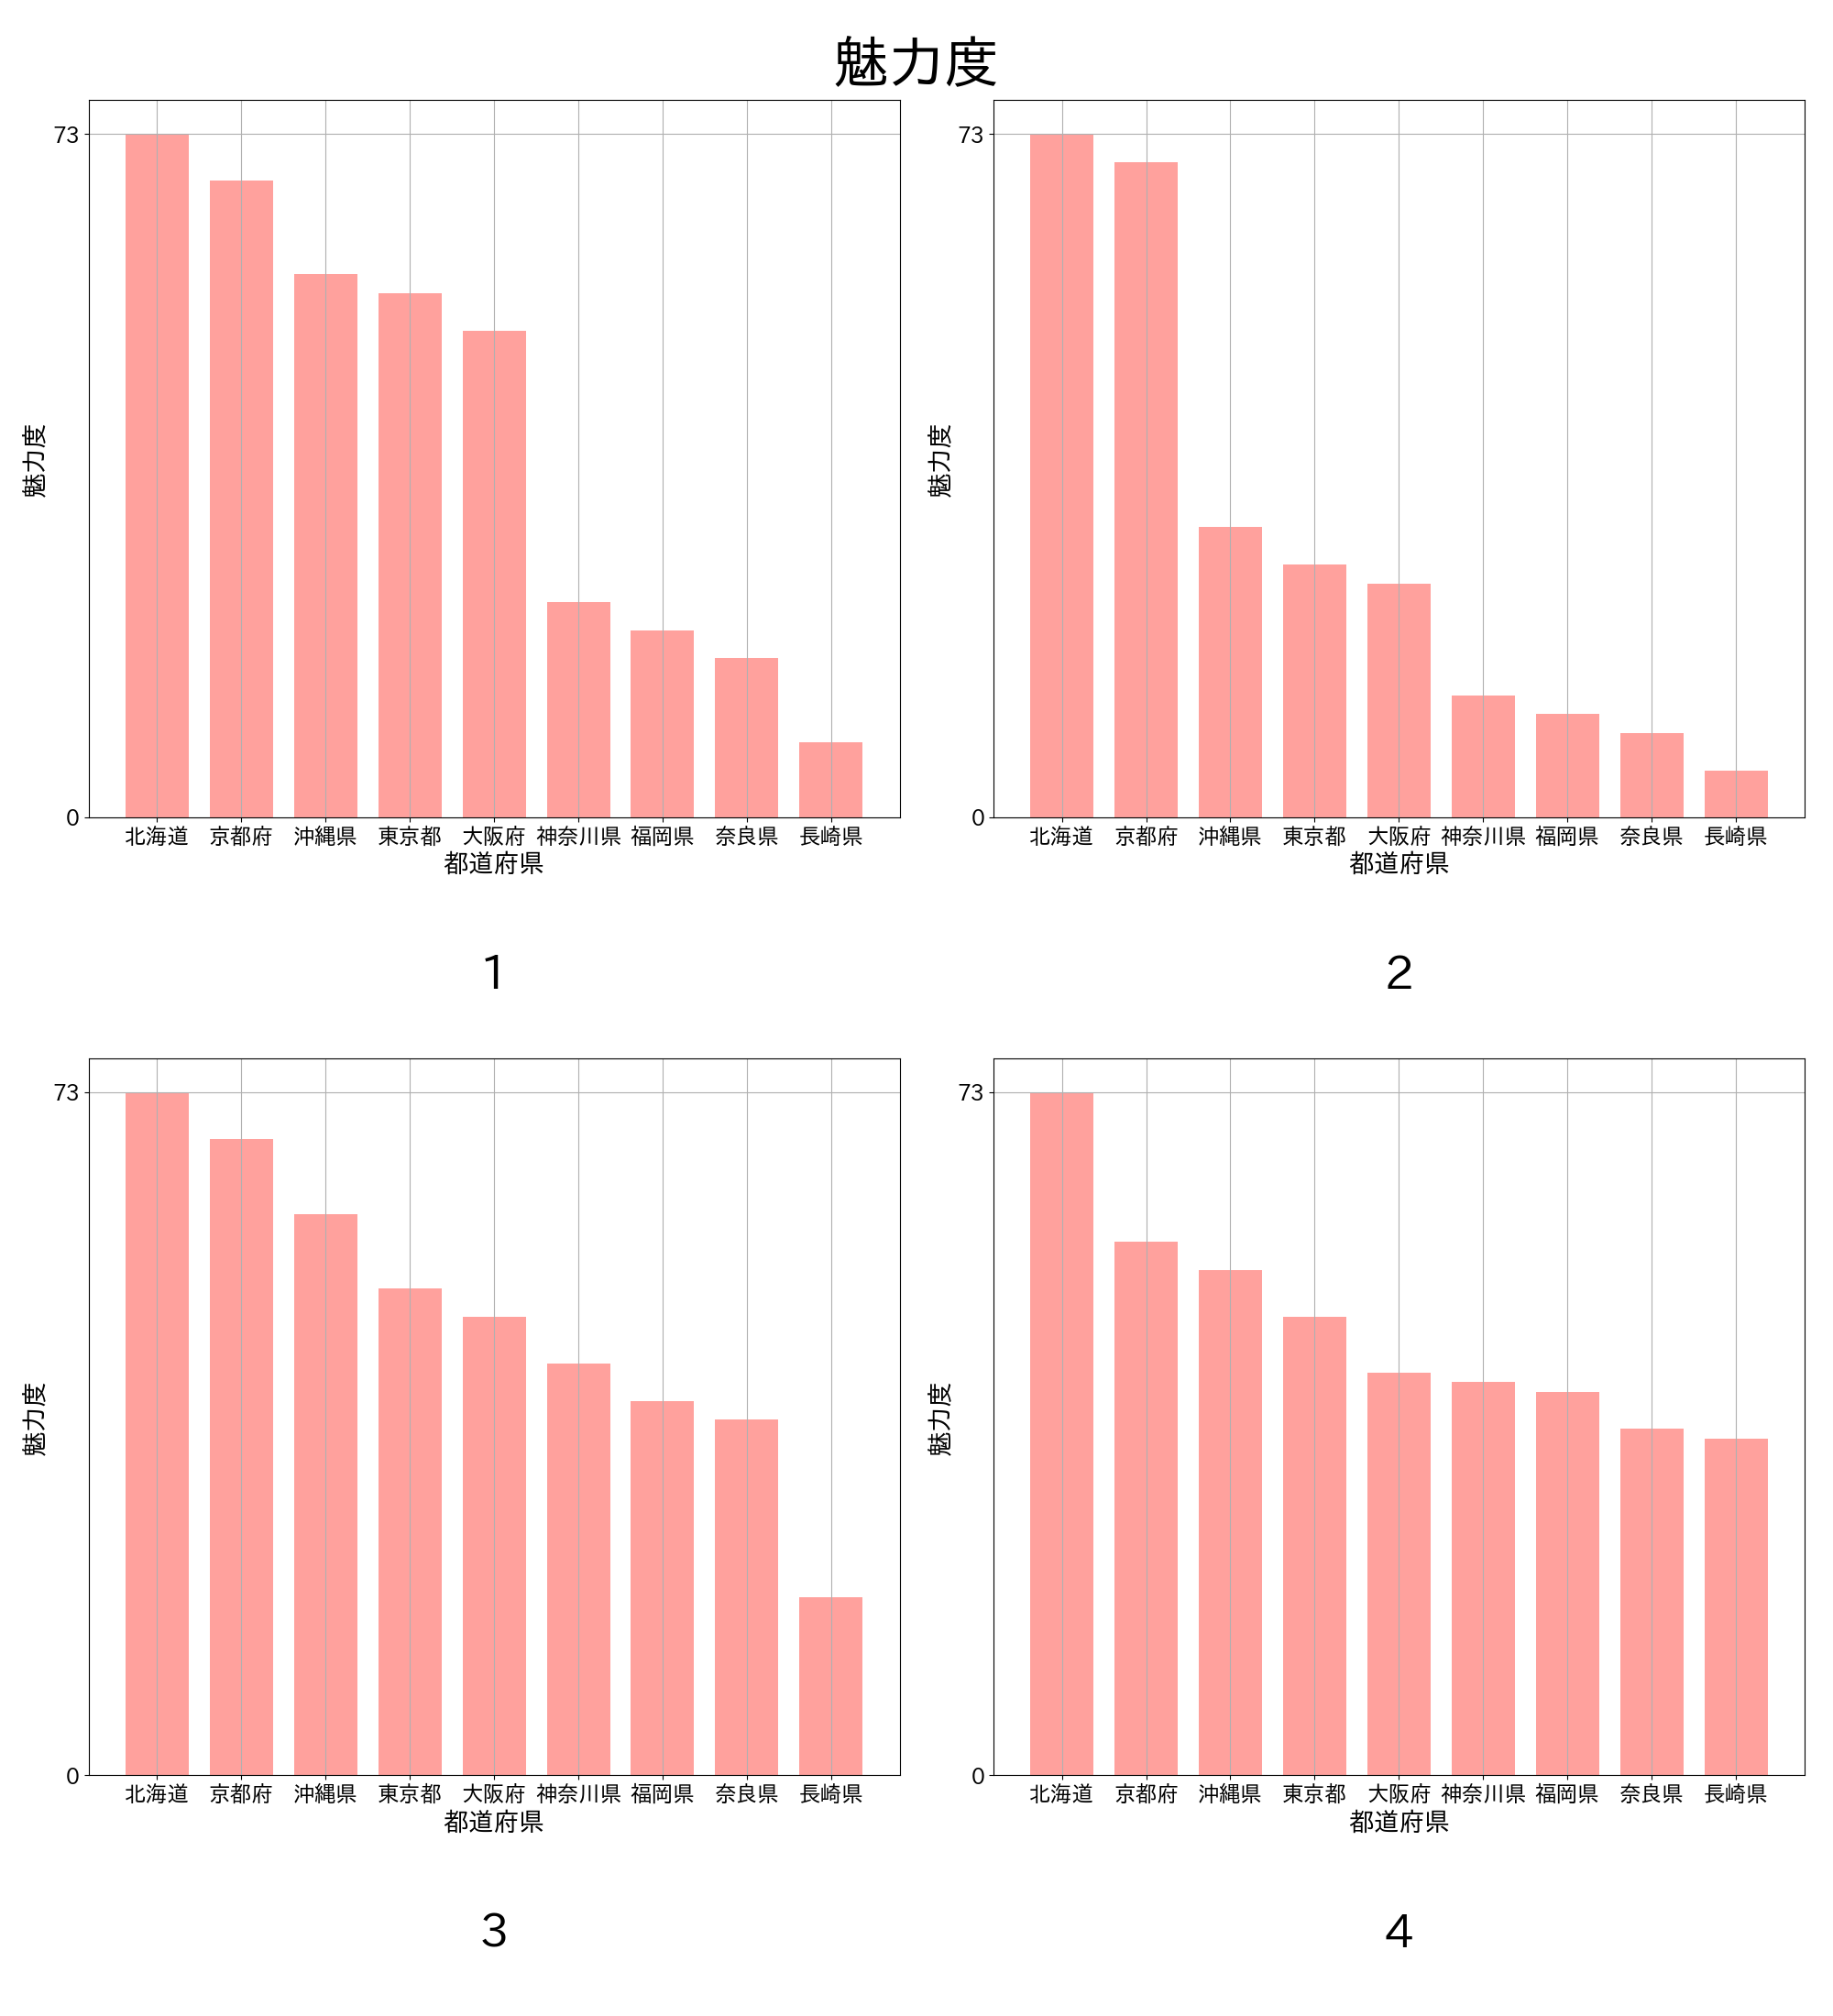 魅力度
73
0
魅力度
北海道 京都府 沖縄県 東京都 大阪府 神奈川県 福岡県 奈良県 長崎県
都道府県
1
73
0
魅力度
北海道 京都府 沖縄県 東京都 大阪府 神奈川県 福岡県 奈良県 長崎県
都道府県
2
73
0
魅力度
北海道 京都府 沖縄県 東京都 大阪府 神奈川県 福岡県 奈良県 長崎県
都道府県
3
73
0
魅力度
北海道 京都府 沖縄県 東京都 大阪府 神奈川県 福岡県 奈良県 長崎県
都道府県
4